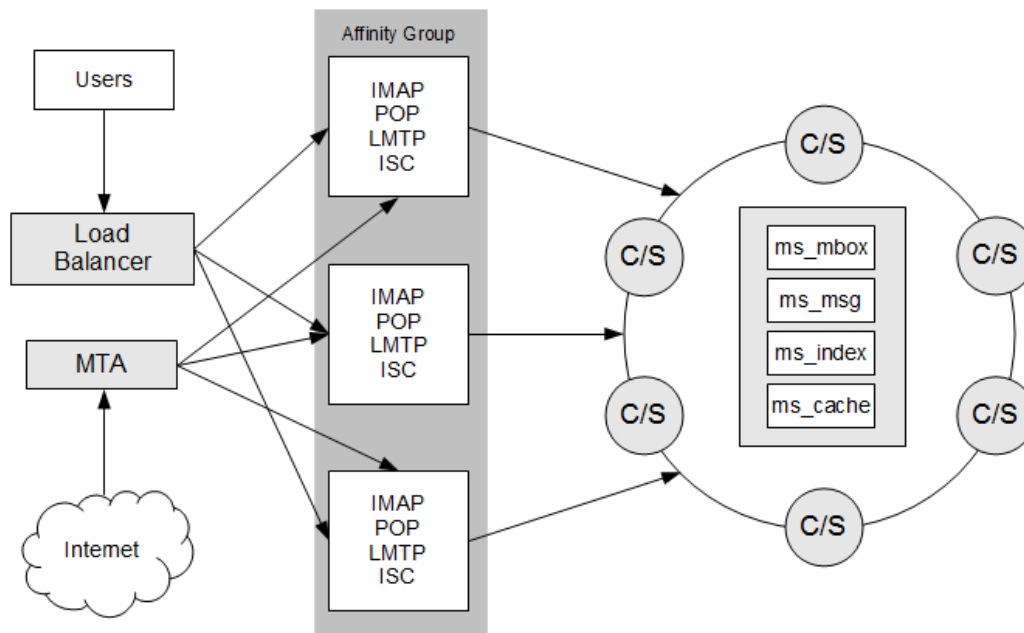 Affinity Group
Users
IMAP
POP
LMTP
ISC
Load
Balancer
IMAP
POP
LMTP
ISC
MTA
IMAP
POP
LMTP
ISC
Internet
C/S
C/S
C/S
C/S
C/S
C/S
ms_mbox
ms_msg
ms_index
ms_cache